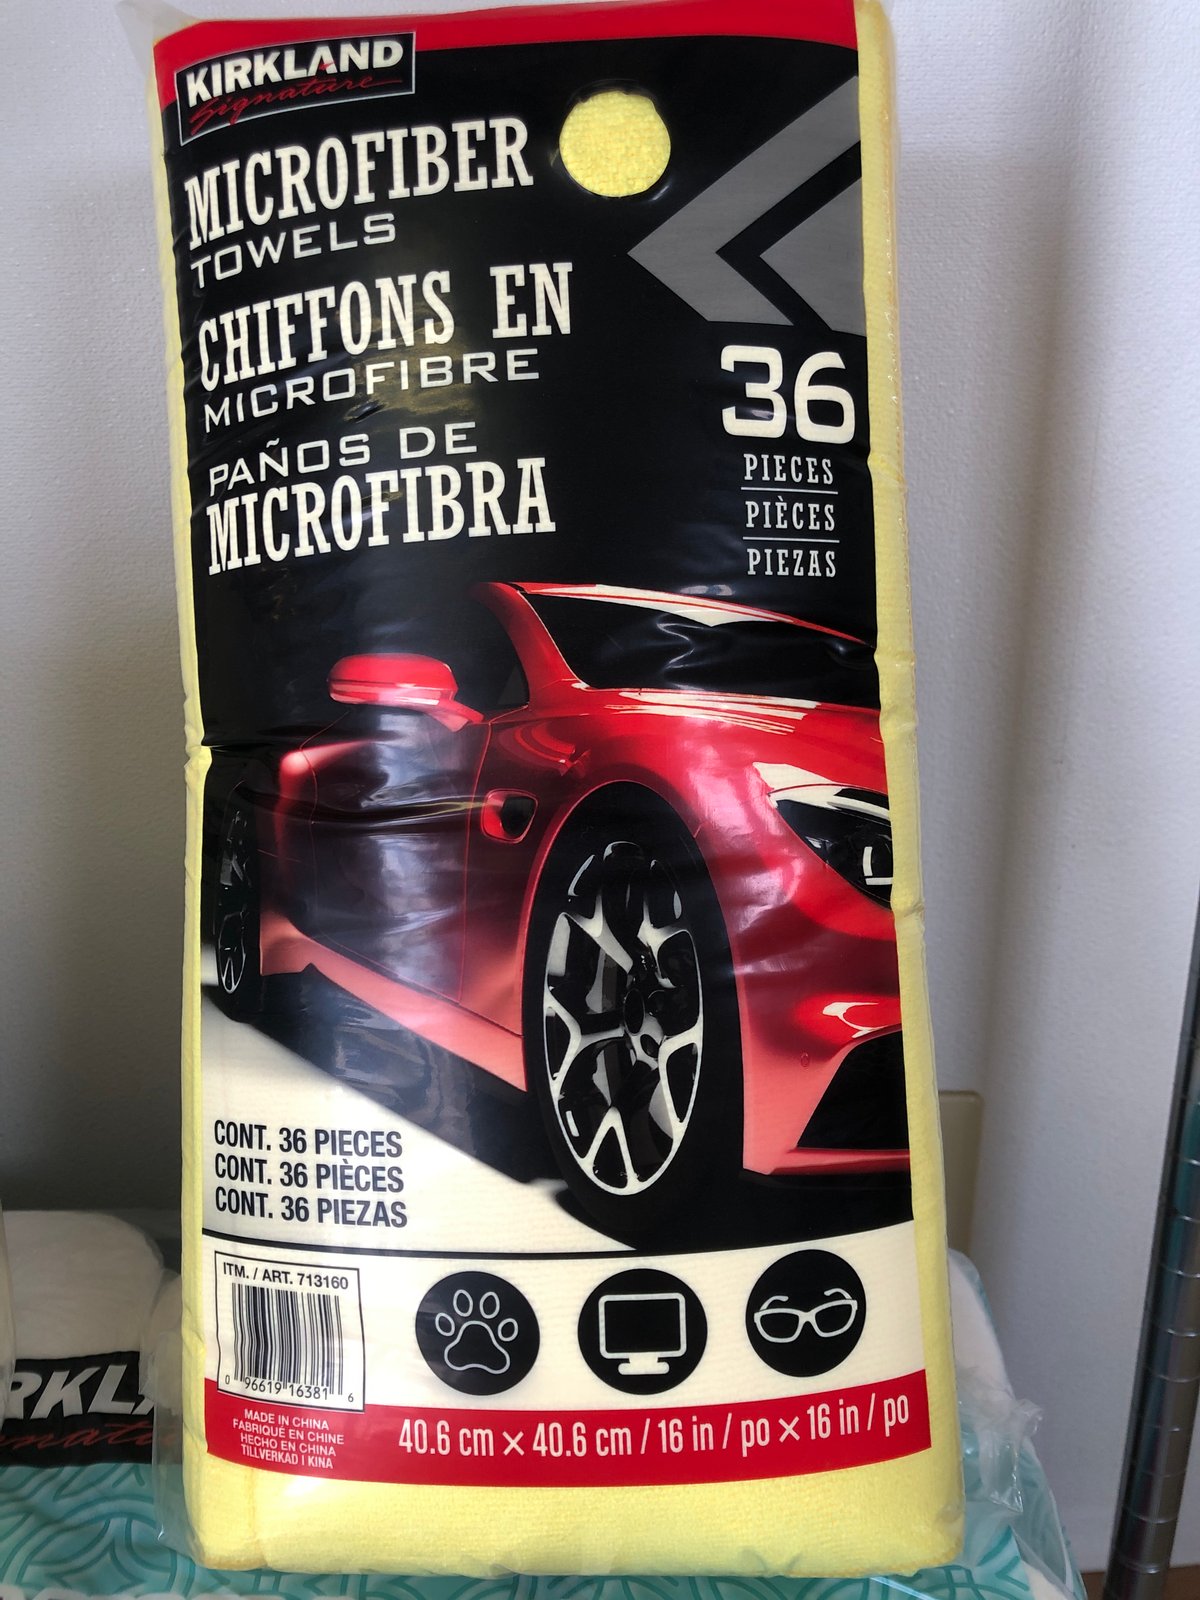 KIRKLAND
Signature
MICROFIBER
TOWELS
CHIFFONS EN
MICROFIBRE
PAÑOS DE
MICROFIBRA
36
PIECES
PIÈCES
PIEZAS
CONT. 36 PIECES
CONT. 36 PIÈCES
CONT. 36 PIEZAS
ITM. / ART. 713160
0 96619 16381 6
MADE IN CHINA
FABRIQUÉ EN CHINE
HECHO EN CHINA
TILLVERKAD I KINA
40.6 cm × 40.6 cm / 16 in / po × 16 in / po